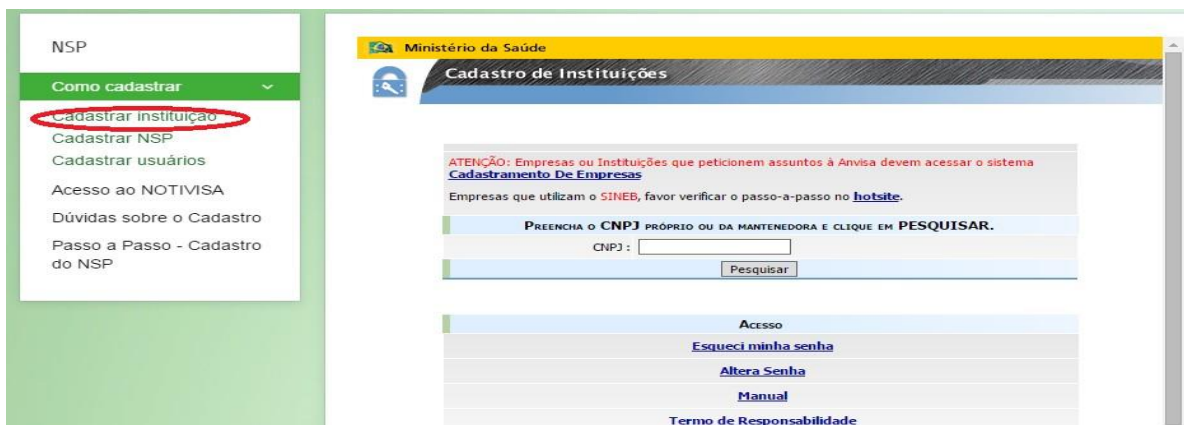 NSP
Como cadastrar
Cadastrar instituição
Cadastrar NSP
Cadastrar usuários
Acesso ao NOTIVISA
Dúvidas sobre o Cadastro
Passo a Passo - Cadastro
do NSP
Ministério da Saúde
Cadastro de Instituições
ATENÇÃO: Empresas ou Instituições que peticionem assuntos à Anvisa devem acessar o sistema
Cadastramento De Empresas
Empresas que utilizam o SINEB, favor verificar o passo-a-passo no hotsite.
PREENCHA O CNPJ PRÓPRIO OU DA MANTENEDORA E CLIQUE EM PESQUISAR.
CNPJ :
Pesquisar
ACESSO
Esqueci minha senha
Altera Senha
Manual
Termo de Responsabilidade